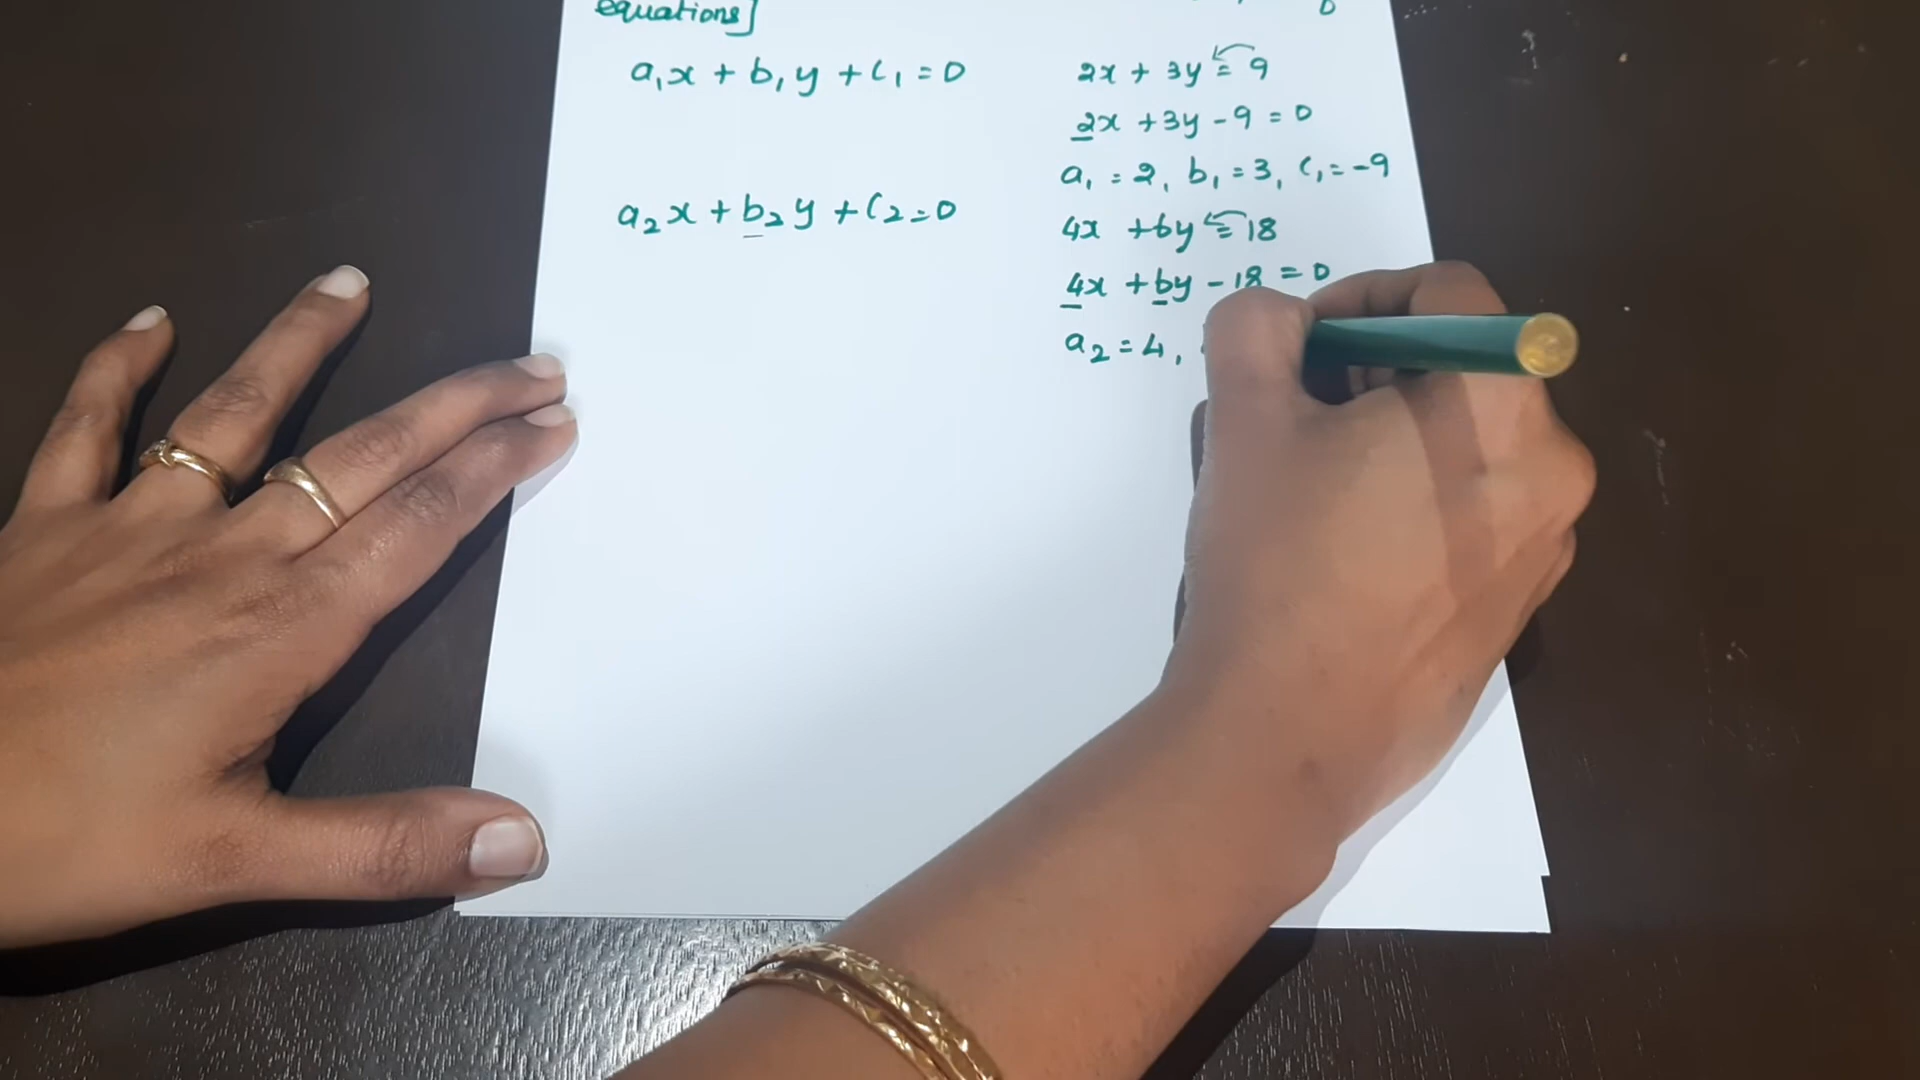 equations]
a₁x + b₁y + c₁ = 0
a₂x + b₂y + c₂ = 0
2x + 3y = 9
2x + 3y - 9 = 0
a₁ = 2, b₁ = 3, c₁ = -9
4x + 6y = 18
4x + 6y - 18 = 0
a₂ = 4,